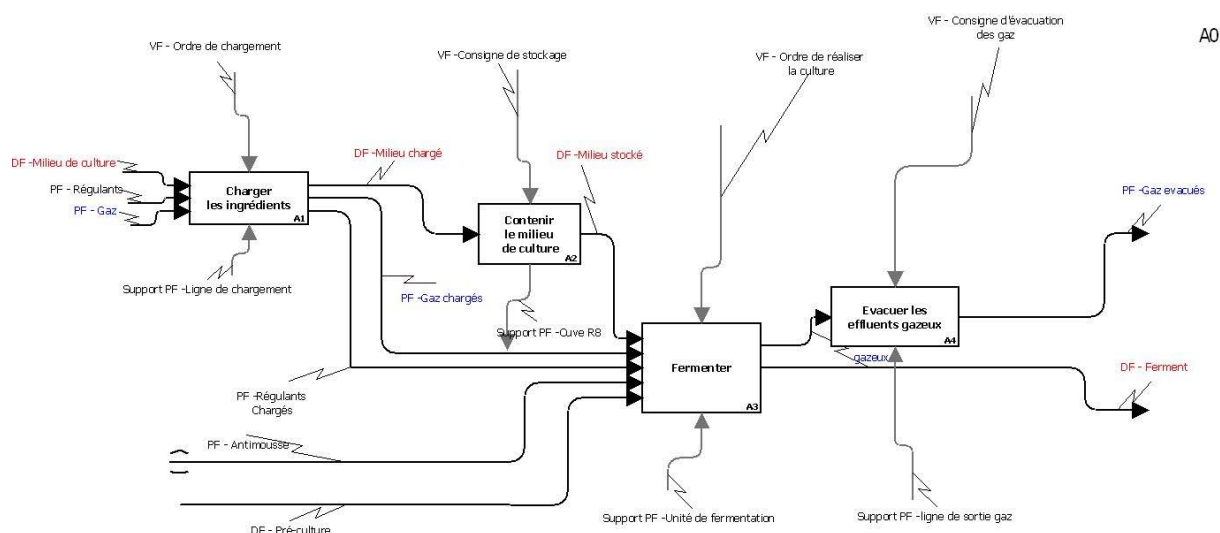 VF - Ordre de chargement
VF -Consigne de stockage
VF - Consigne d'évacuation
des gaz
A0
VF - Ordre de réaliser
la culture
DF -Milieu de culture
PF - Régulants
PF - Gaz
Charger
les ingrédients
A1
DF -Milieu chargé
DF -Milieu stocké
Contenir
le milieu
de culture
A2
PF -Gaz evacués
Support PF -Ligne de chargement
PF -Gaz chargés
Support PF -Cuve R8
Evacuer les
effluents gazeux
A4
Fermenter
A3
gazeux
DF - Ferment
PF -Régulants
Chargés
PF - Antimousse
DF - Pré-culture
Support PF -Unité de fermentation
Support PF -ligne de sortie gaz